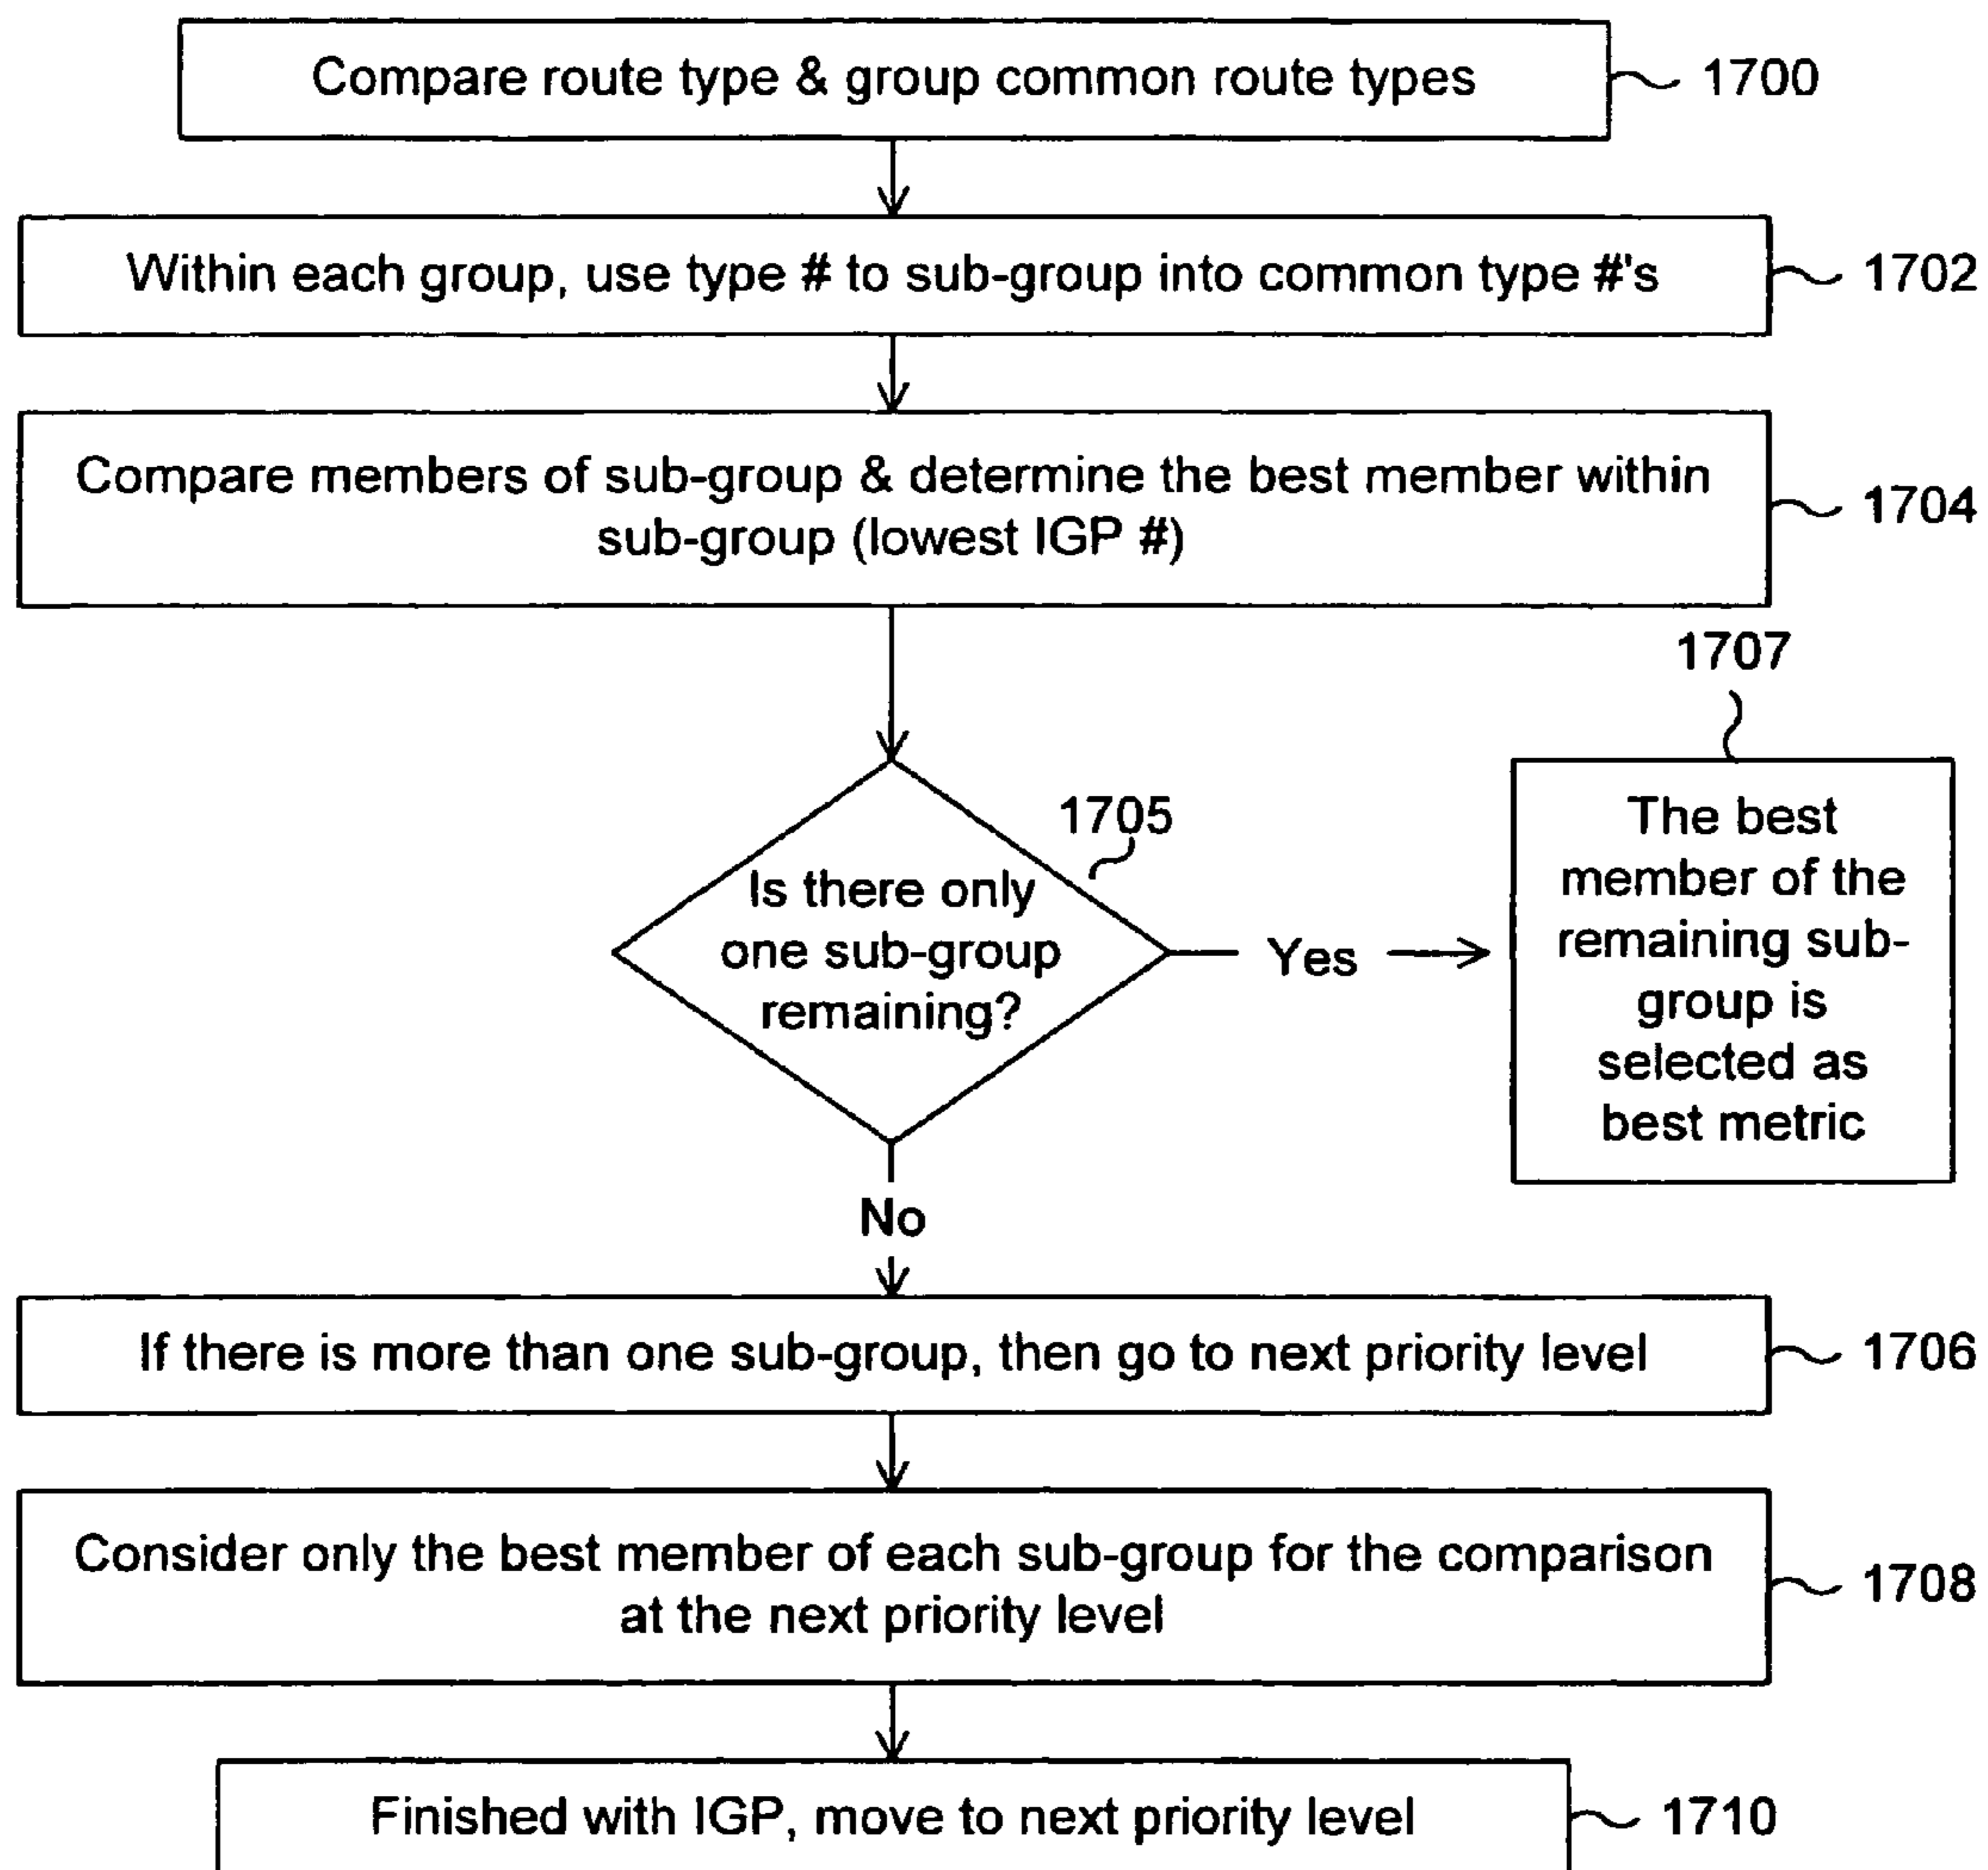 Compare route type & group common route types
1700
Within each group, use type # to sub-group into common type #'s
1702
Compare members of sub-group & determine the best member within
sub-group (lowest IGP #)
1704
1707
The best
member of the
remaining sub-
group is
selected as
best metric
1705
Is there only
one sub-group
remaining?
Yes
No
If there is more than one sub-group, then go to next priority level
1706
Consider only the best member of each sub-group for the comparison
at the next priority level
1708
Finished with IGP, move to next priority level
1710